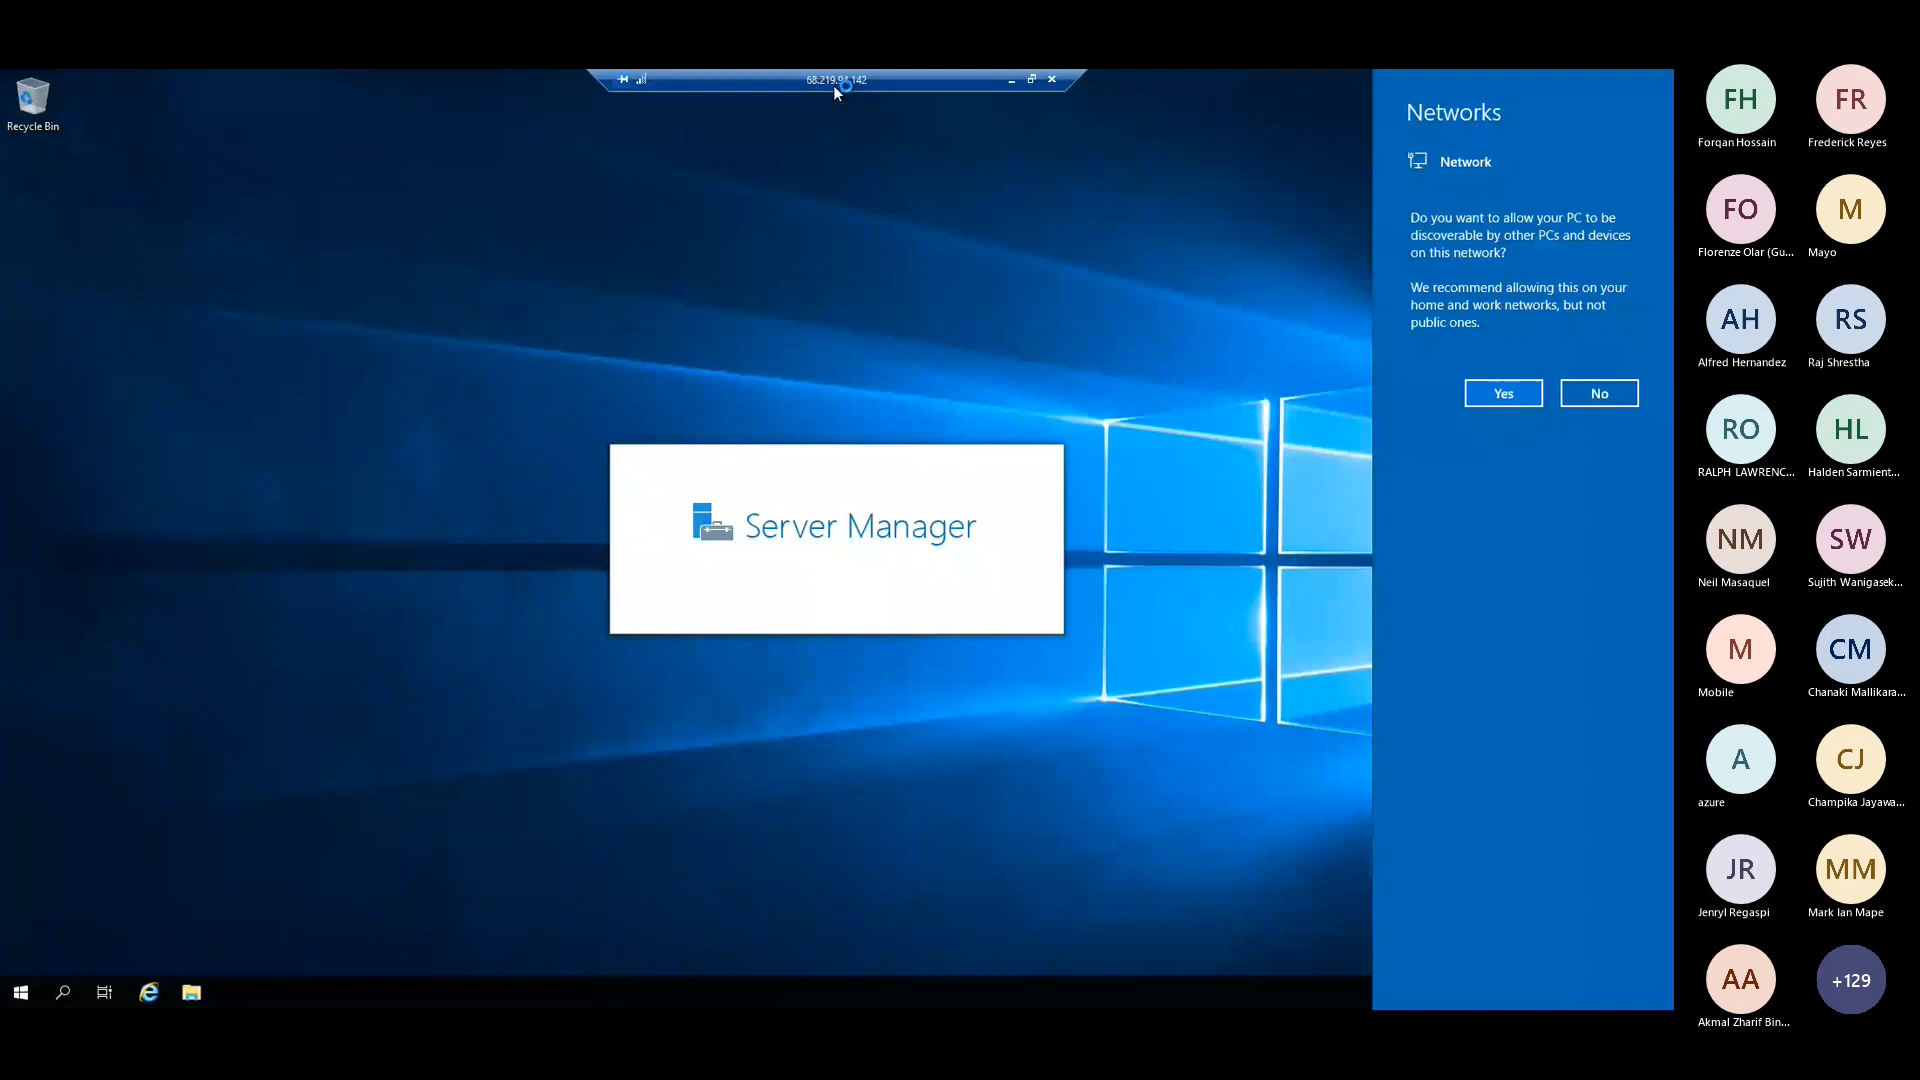 68.219.94.142
Recycle Bin
Server Manager
Networks
Network
Do you want to allow your PC to be
discoverable by other PCs and devices
on this network?
We recommend allowing this on your
home and work networks, but not
public ones.
Yes
No
FH
Forqan Hossain
FR
Frederick Reyes
FO
Florenze Olar (Gu...
M
Mayo
AH
Alfred Hernandez
RS
Raj Shrestha
RO
RALPH LAWRENC...
HL
Halden Sarmient...
NM
Neil Masaquel
SW
Sujith Wanigasek...
M
Mobile
CM
Chanaki Mallikara...
A
azure
CJ
Champika Jayawa...
JR
Jenryl Regaspi
MM
Mark Ian Mape
AA
Akmal Zharif Bin...
+129